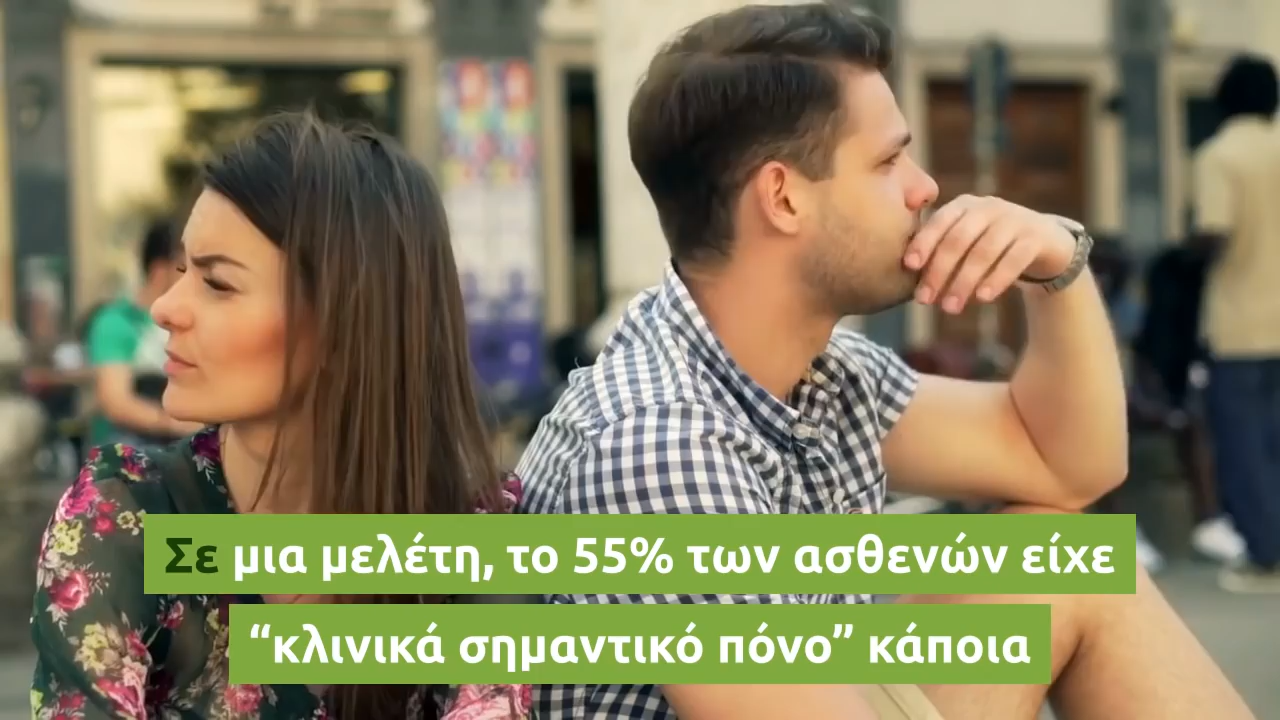 Σε μια μελέτη, το 55% των ασθενών είχε
“κλινικά σημαντικό πόνο” κάποια